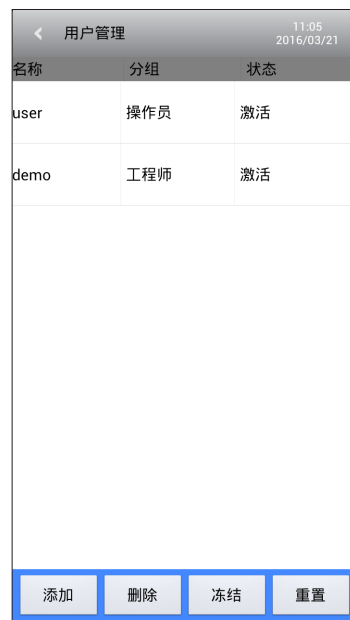 用户管理
11:05
2016/03/21
名称 分组 状态
user 操作员 激活
demo 工程师 激活
添加 删除 冻结 重置